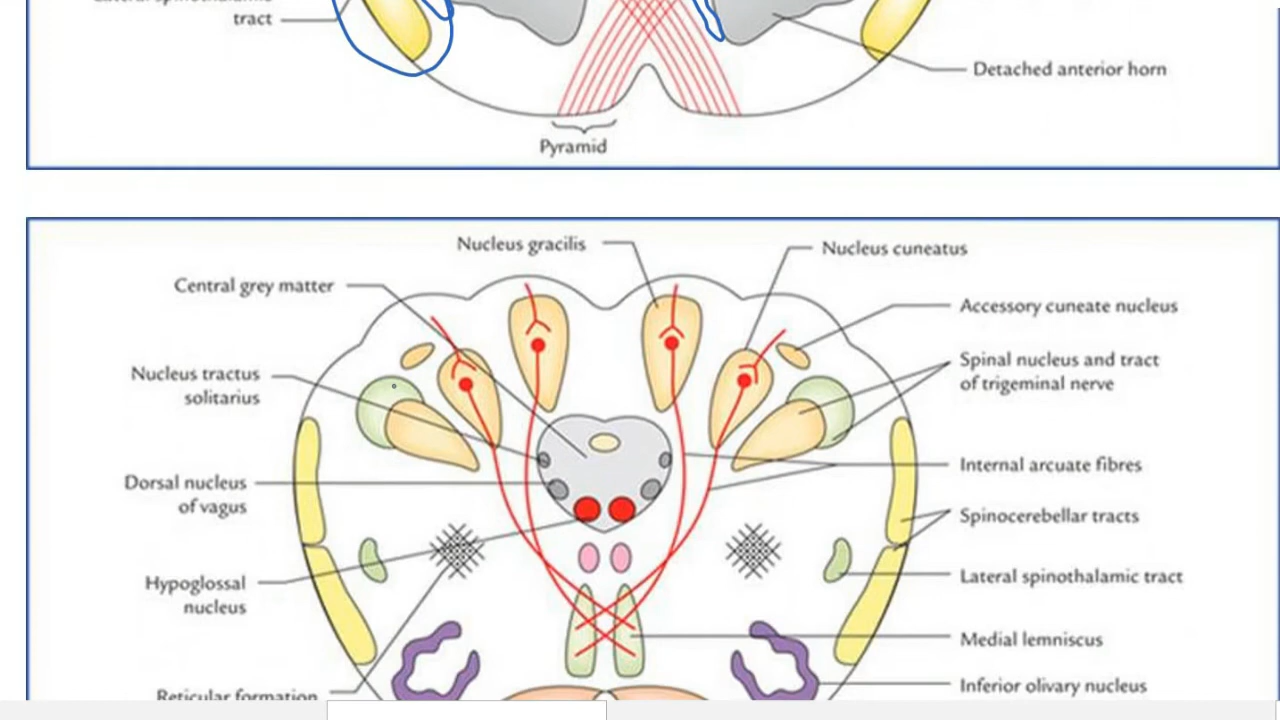 tract
Detached anterior horn
Pyramid
Nucleus gracilis
Nucleus cuneatus
Central grey matter
Accessory cuneate nucleus
Nucleus tractus
solitarius
Spinal nucleus and tract
of trigeminal nerve
Dorsal nucleus
of vagus
Internal arcuate fibres
Spinocerebellar tracts
Hypoglossal
nucleus
Lateral spinothalamic tract
Medial lemniscus
Reticular formation
Inferior olivary nucleus